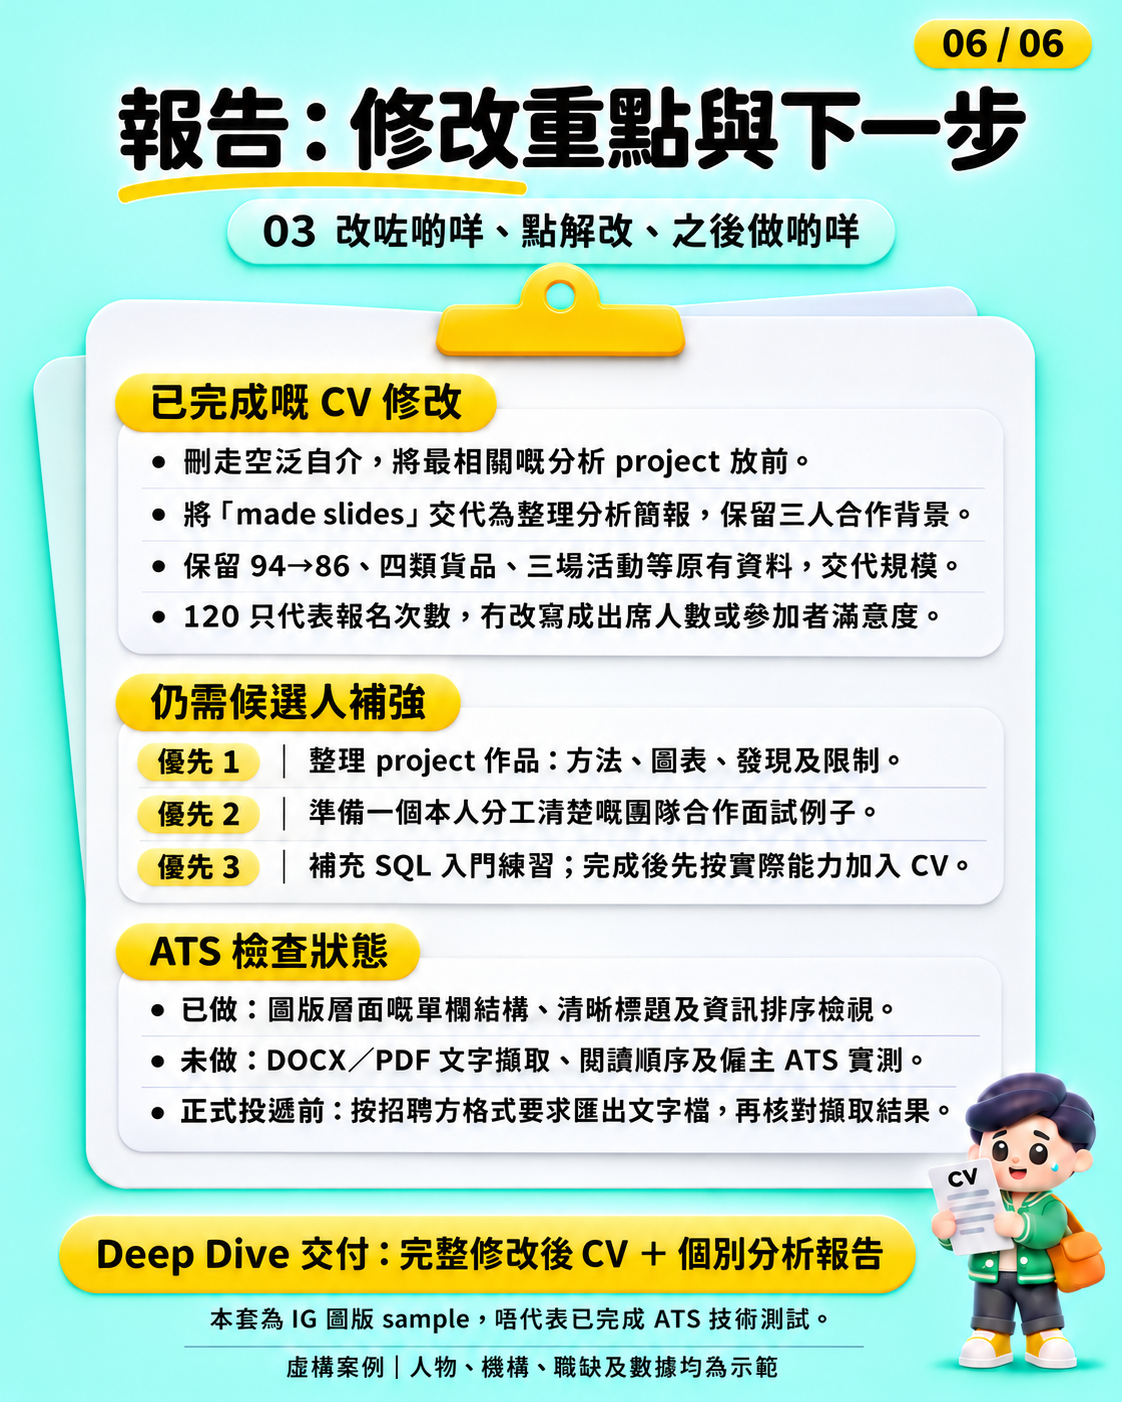 06 / 06
報告：修改重點與下一步
03 改咗啲咩、點解改、之後做啲咩
已完成嘅 CV 修改
• 刪走空泛自介，將最相關嘅分析 project 放前。
• 將「made slides」交代為整理分析簡報，保留三人合作背景。
• 保留 94→86、四類貨品、三場活動等原有資料，交代規模。
• 120 只代表報名次數，冇改寫成出席人數或參加者滿意度。
仍需候選人補強
優先 1 | 整理 project 作品：方法、圖表、發現及限制。
優先 2 | 準備一個本人分工清楚嘅團隊合作面試例子。
優先 3 | 補充 SQL 入門練習；完成後先按實際能力加入 CV。
ATS 檢查狀態
• 已做：圖版層面嘅單欄結構、清晰標題及資訊排序檢視。
• 未做：DOCX／PDF 文字擷取、閱讀順序及僱主 ATS 實測。
• 正式投遞前：按招聘方格式要求匯出文字檔，再核對擷取結果。
CV
Deep Dive 交付：完整修改後 CV ＋ 個別分析報告
本套為 IG 圖版 sample，唔代表已完成 ATS 技術測試。
虛構案例 | 人物、機構、職缺及數據均為示範